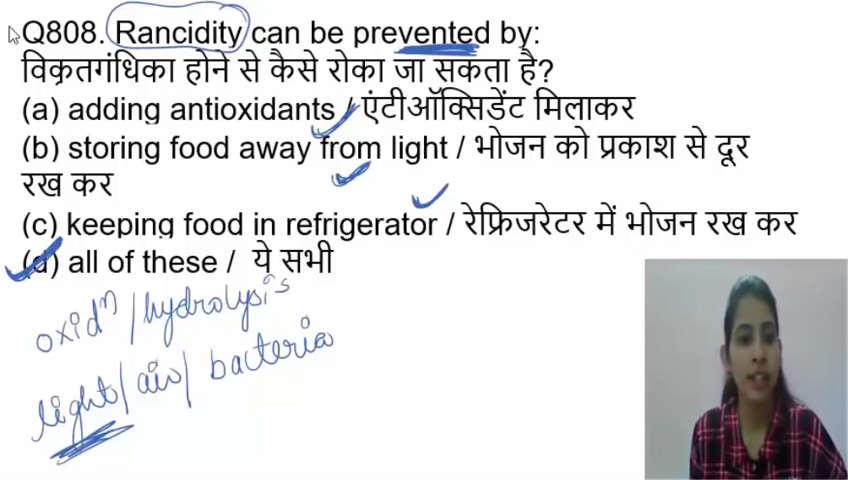 Q808. Rancidity can be prevented by:
विकृतगंधिका होने से कैसे रोका जा सकता है?
(a) adding antioxidants / एंटीऑक्सिडेंट मिलाकर
(b) storing food away from light / भोजन को प्रकाश से दूर
रख कर
(c) keeping food in refrigerator / रेफ्रिजरेटर में भोजन रख कर
(d) all of these / ये सभी
oxidⁿ/hydrolysis
light/air/bacteria